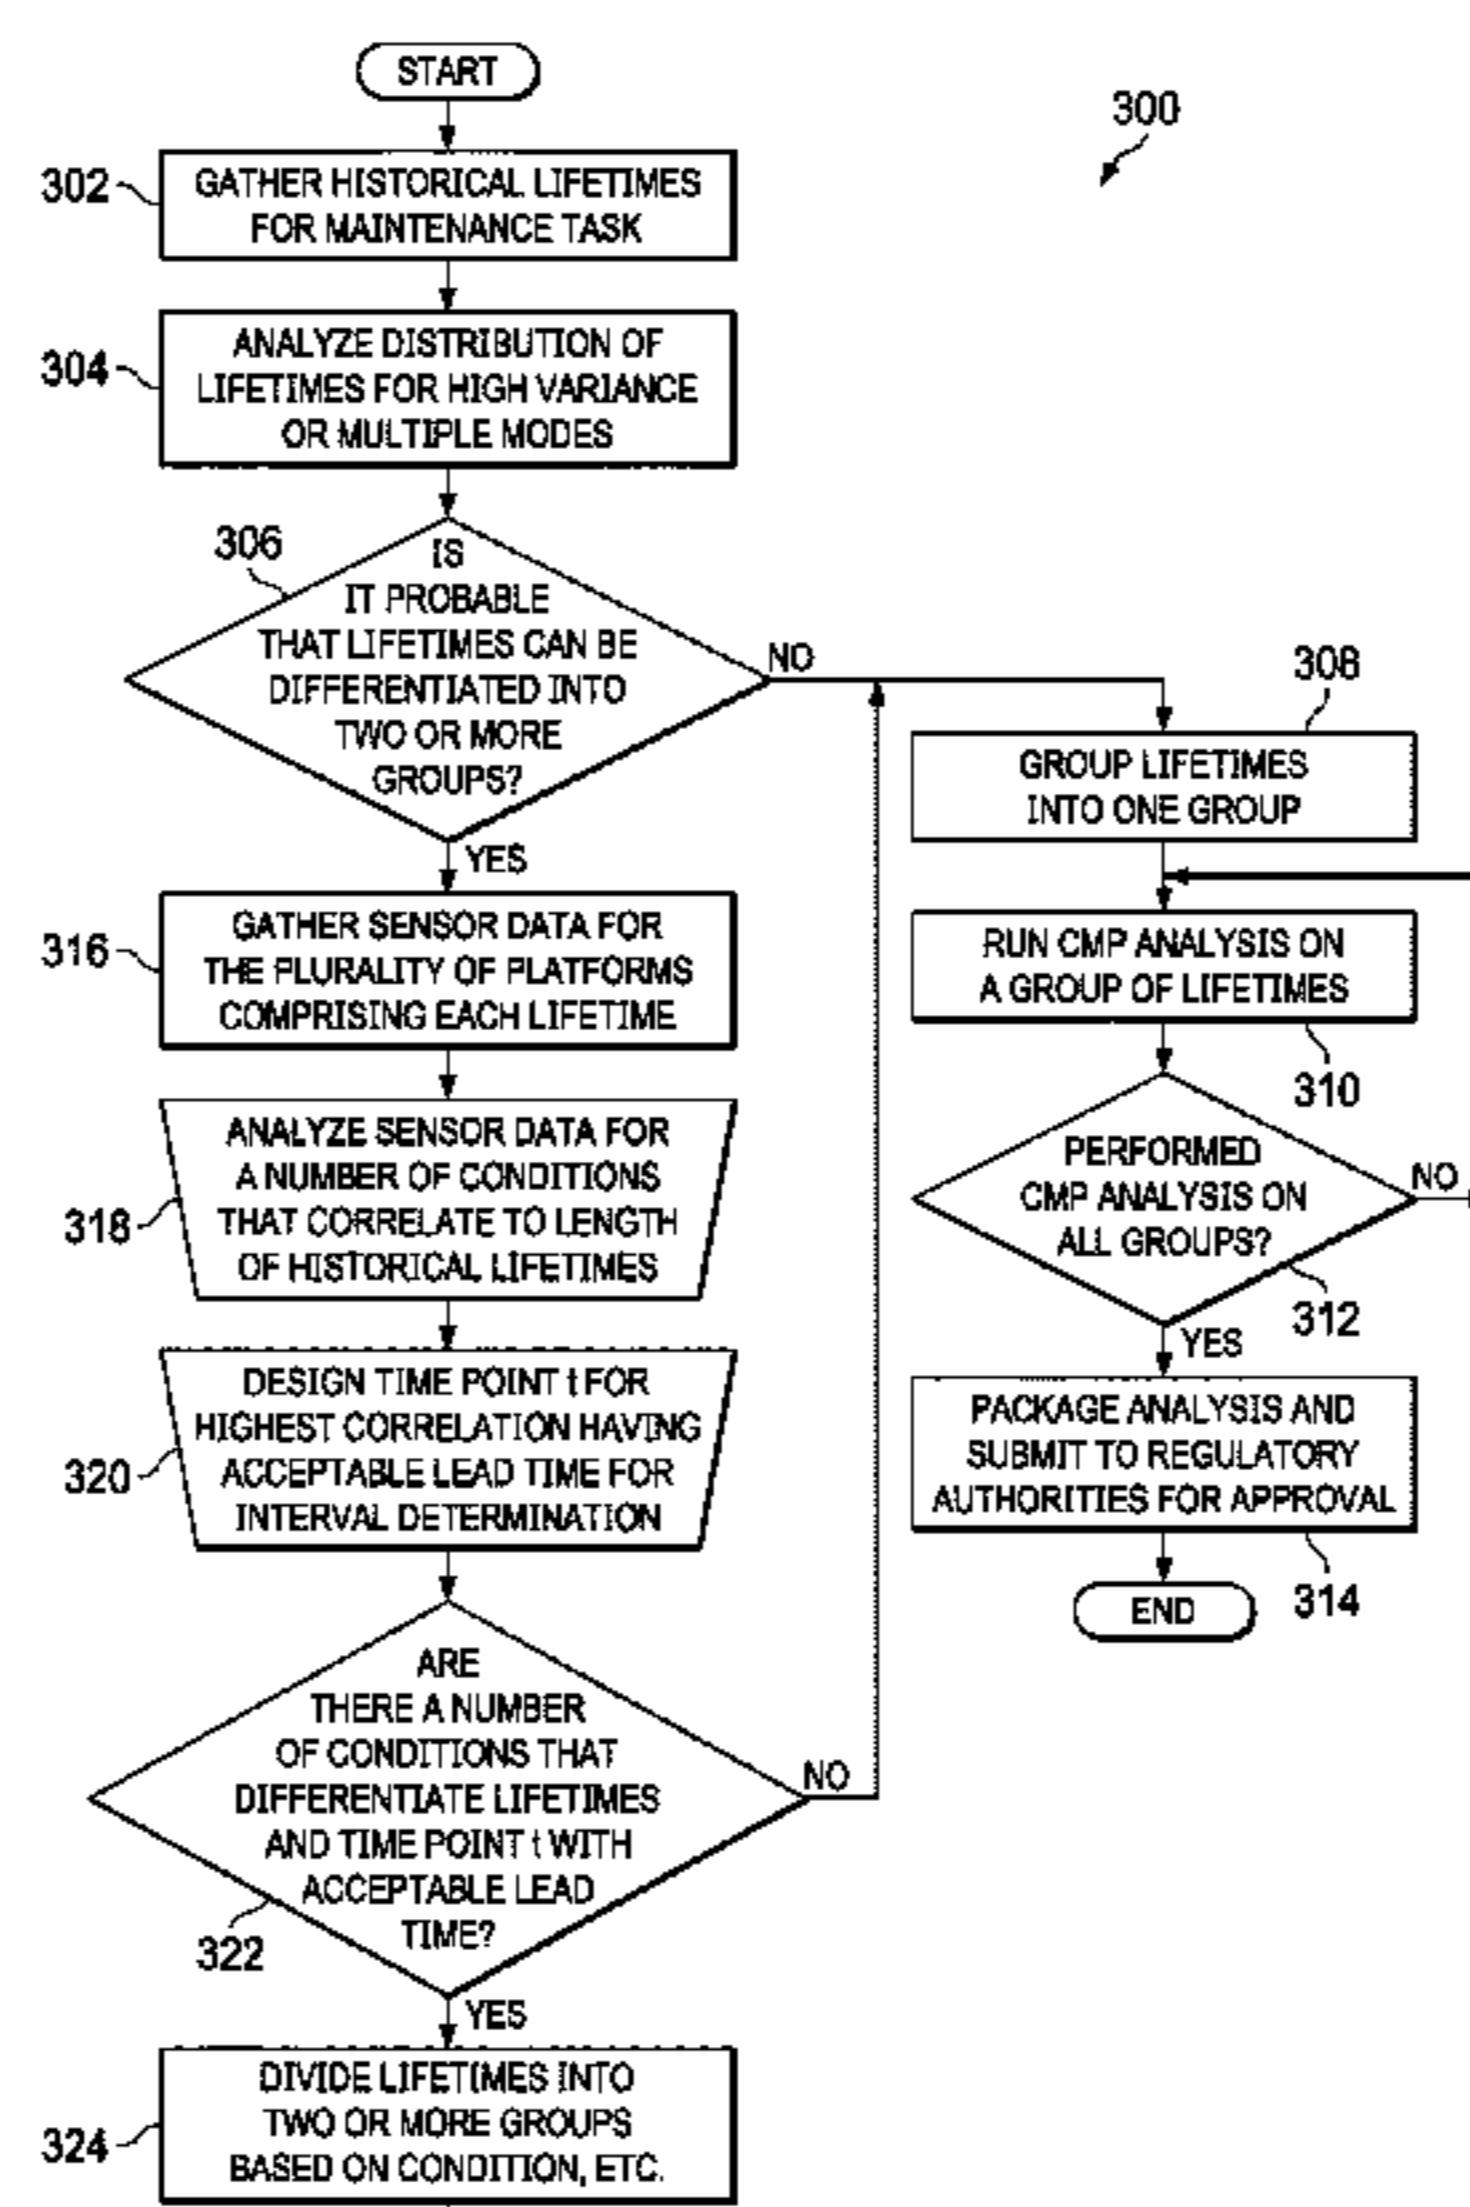 START
300
302
GATHER HISTORICAL LIFETIMES
FOR MAINTENANCE TASK
304
ANALYZE DISTRIBUTION OF
LIFETIMES FOR HIGH VARIANCE
OR MULTIPLE MODES
306
IS
IT PROBABLE
THAT LIFETIMES CAN BE
DIFFERENTIATED INTO
TWO OR MORE
GROUPS?
NO
YES
308
GROUP LIFETIMES
INTO ONE GROUP
316
GATHER SENSOR DATA FOR
THE PLURALITY OF PLATFORMS
COMPRISING EACH LIFETIME
RUN CMP ANALYSIS ON
A GROUP OF LIFETIMES
310
318
ANALYZE SENSOR DATA FOR
A NUMBER OF CONDITIONS
THAT CORRELATE TO LENGTH
OF HISTORICAL LIFETIMES
PERFORMED
CMP ANALYSIS ON
ALL GROUPS?
NO
312
YES
320
DESIGN TIME POINT t FOR
HIGHEST CORRELATION HAVING
ACCEPTABLE LEAD TIME FOR
INTERVAL DETERMINATION
PACKAGE ANALYSIS AND
SUBMIT TO REGULATORY
AUTHORITIES FOR APPROVAL
314
END
ARE
THERE A NUMBER
OF CONDITIONS THAT
DIFFERENTIATE LIFETIMES
AND TIME POINT t WITH
ACCEPTABLE LEAD
TIME?
NO
322
YES
324
DIVIDE LIFETIMES INTO
TWO OR MORE GROUPS
BASED ON CONDITION, ETC.